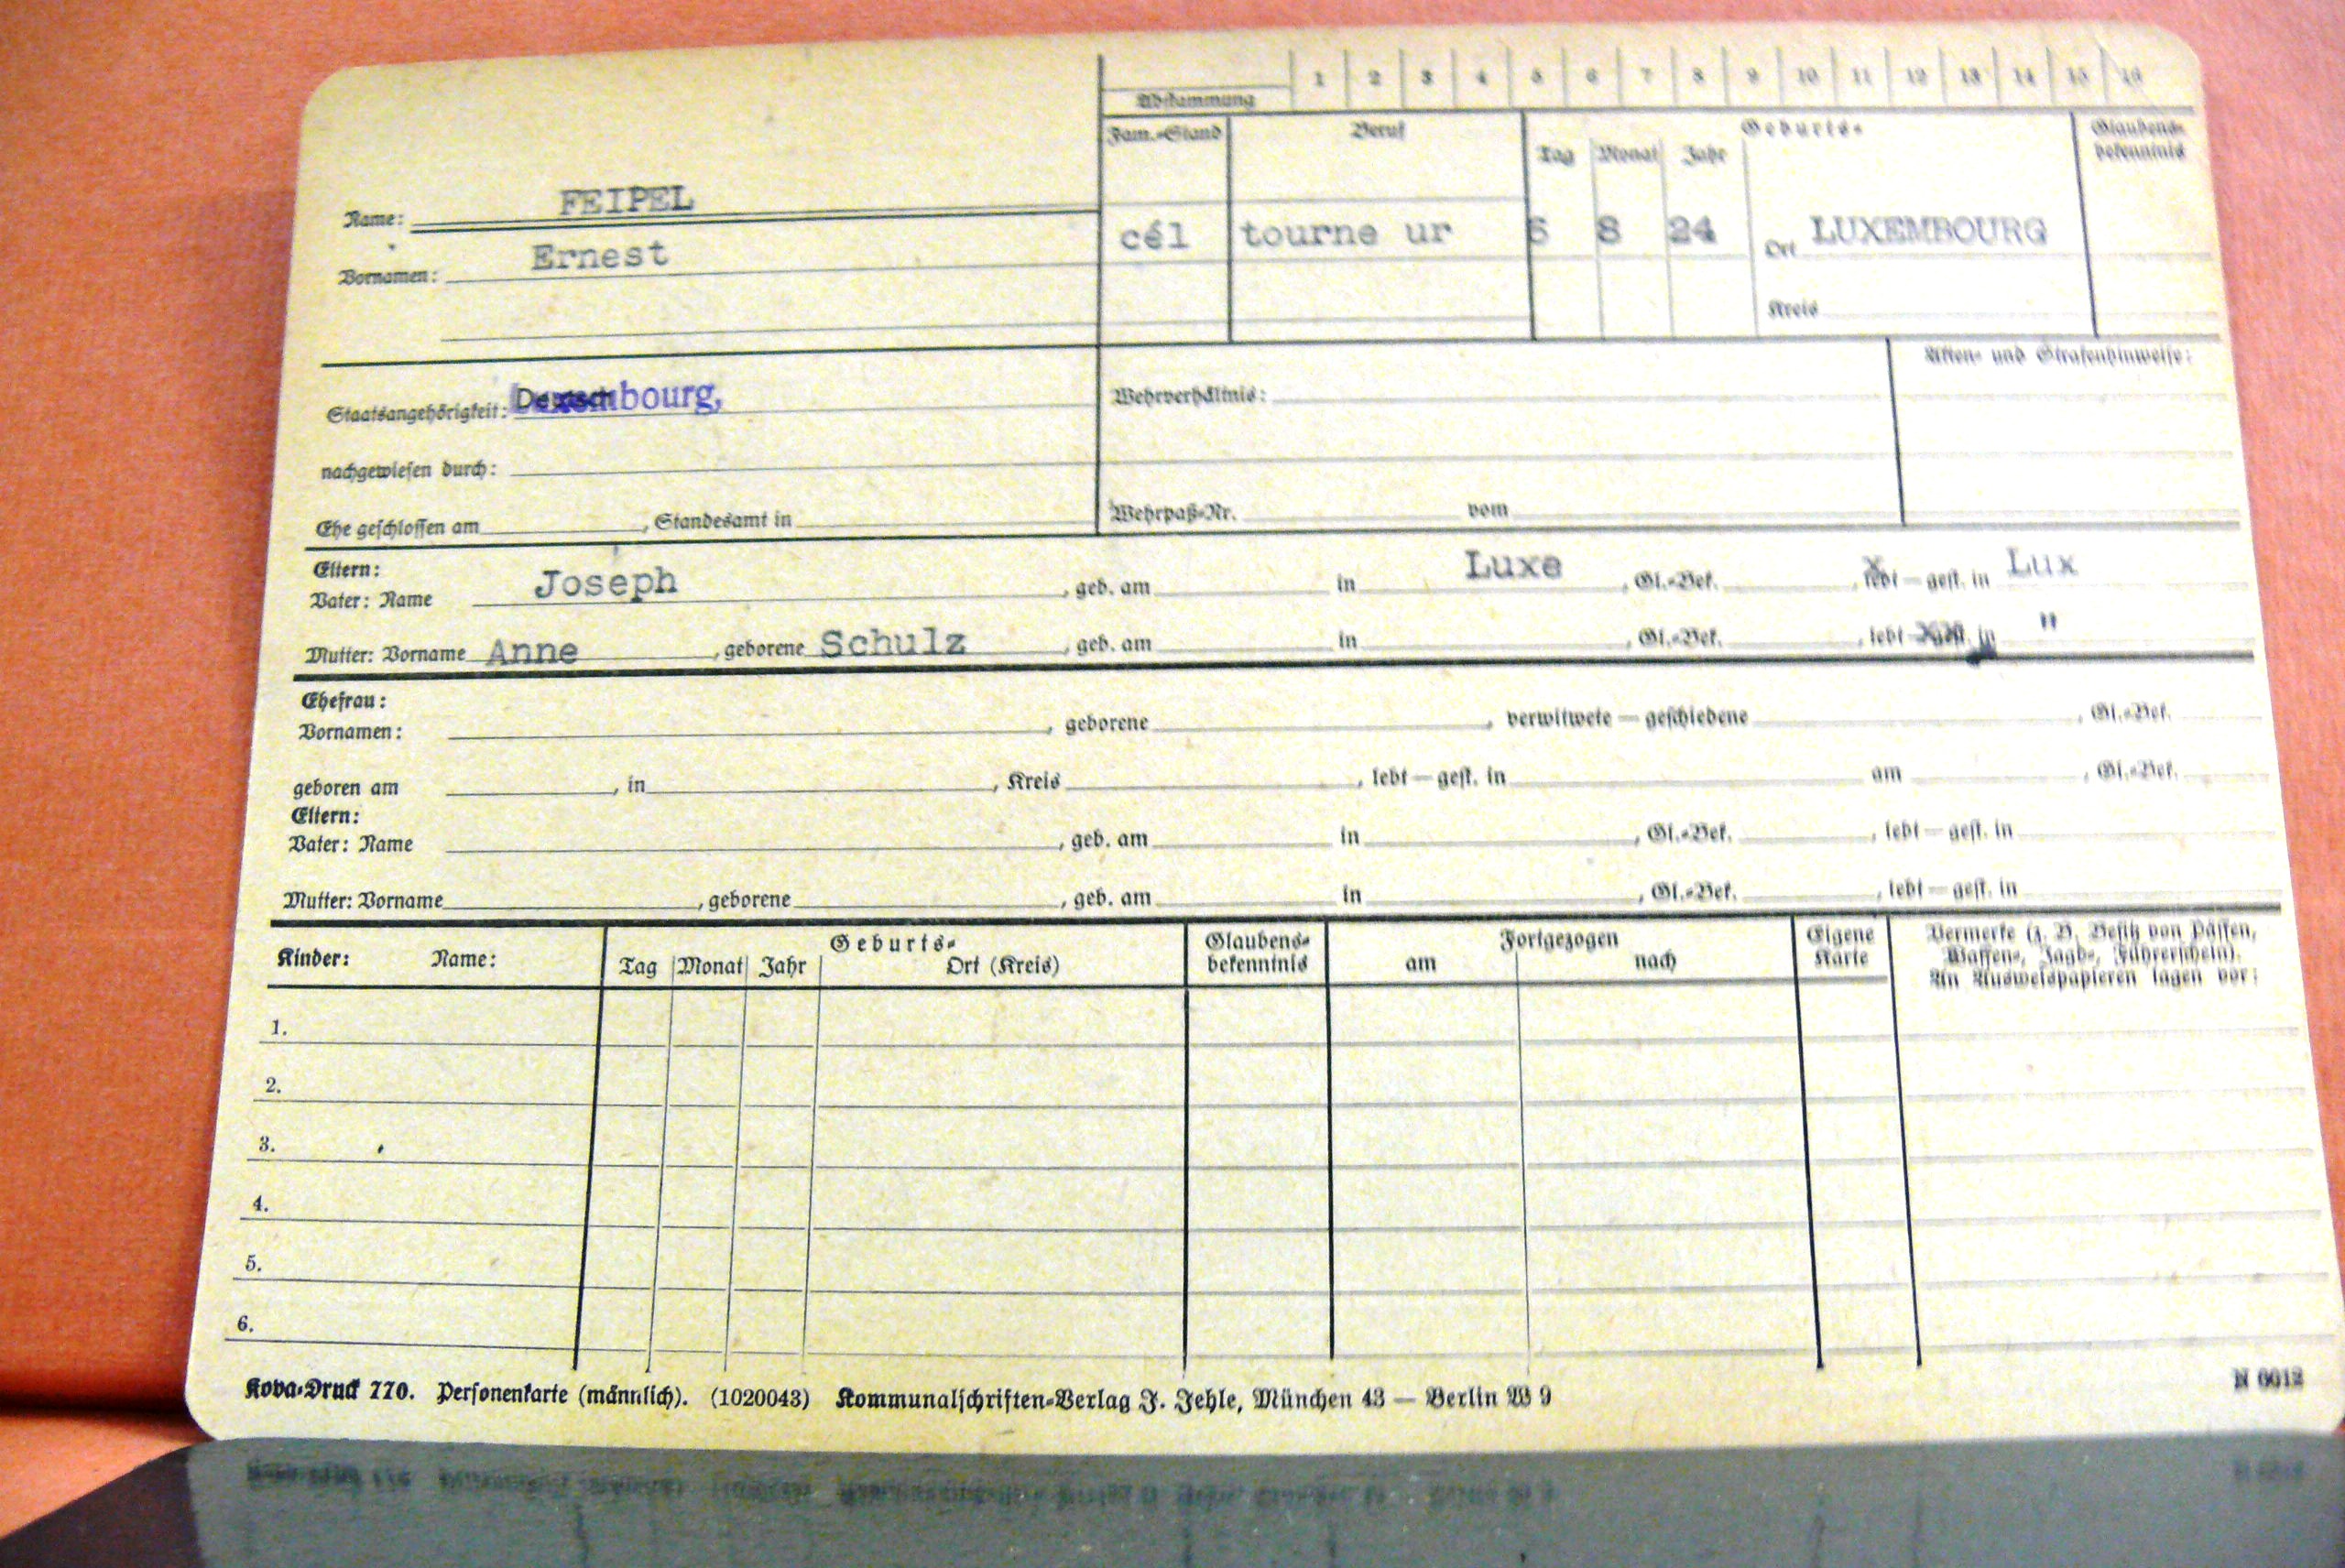 1 2 3 4 5 6 7 8 9 10 11 12 13 14 15 16
Abstammung
Fam.-Stand Beruf Geburts- Glaubens-
Tag Monat Jahr bekenntnis
Name: FEIPEL
cél tourne ur 6 8 24 Ort LUXEMBOURG
Vornamen: Ernest
Kreis
Akten- und Strafenhinweise:
Staatsangehörigkeit: bourg, Wehrverhältnis:
nachgewiesen durch:
Ehe geschlossen am , Standesamt in Wehrpaß-Nr. vom
Eltern:
Vater: Name Joseph , geb. am in Luxe , Gl.-Bek. , lebt — gest. in Lux
Mutter: Vorname Anne , geborene Schulz , geb. am in , Gl.-Bek. , lebt gest. in "
Ehefrau:
Vornamen: , geborene , verwitwete — geschiedene , Gl.-Bek.
geboren am , in , Kreis , lebt — gest. in am , Gl.-Bek.
Eltern:
Vater: Name , geb. am in , Gl.-Bek. , lebt — gest. in
Mutter: Vorname , geborene , geb. am in , Gl.-Bek. , lebt — gest. in
Kinder: Name: Geburts- Glaubens- Fortgezogen Eigene Vermerke (z. B. Besitz von Pässen,
Tag Monat Jahr Ort (Kreis) bekenntnis am nach Karte Waffen-, Jagd-, Führerschein).
An Ausweispapieren lagen vor:
1.
2.
3.
4.
5.
6.
Kova-Druck 770. Personenkarte (männlich). (1020043) Kommunalschriften-Verlag J. Jehle, München 43 — Berlin W 9 N 0012